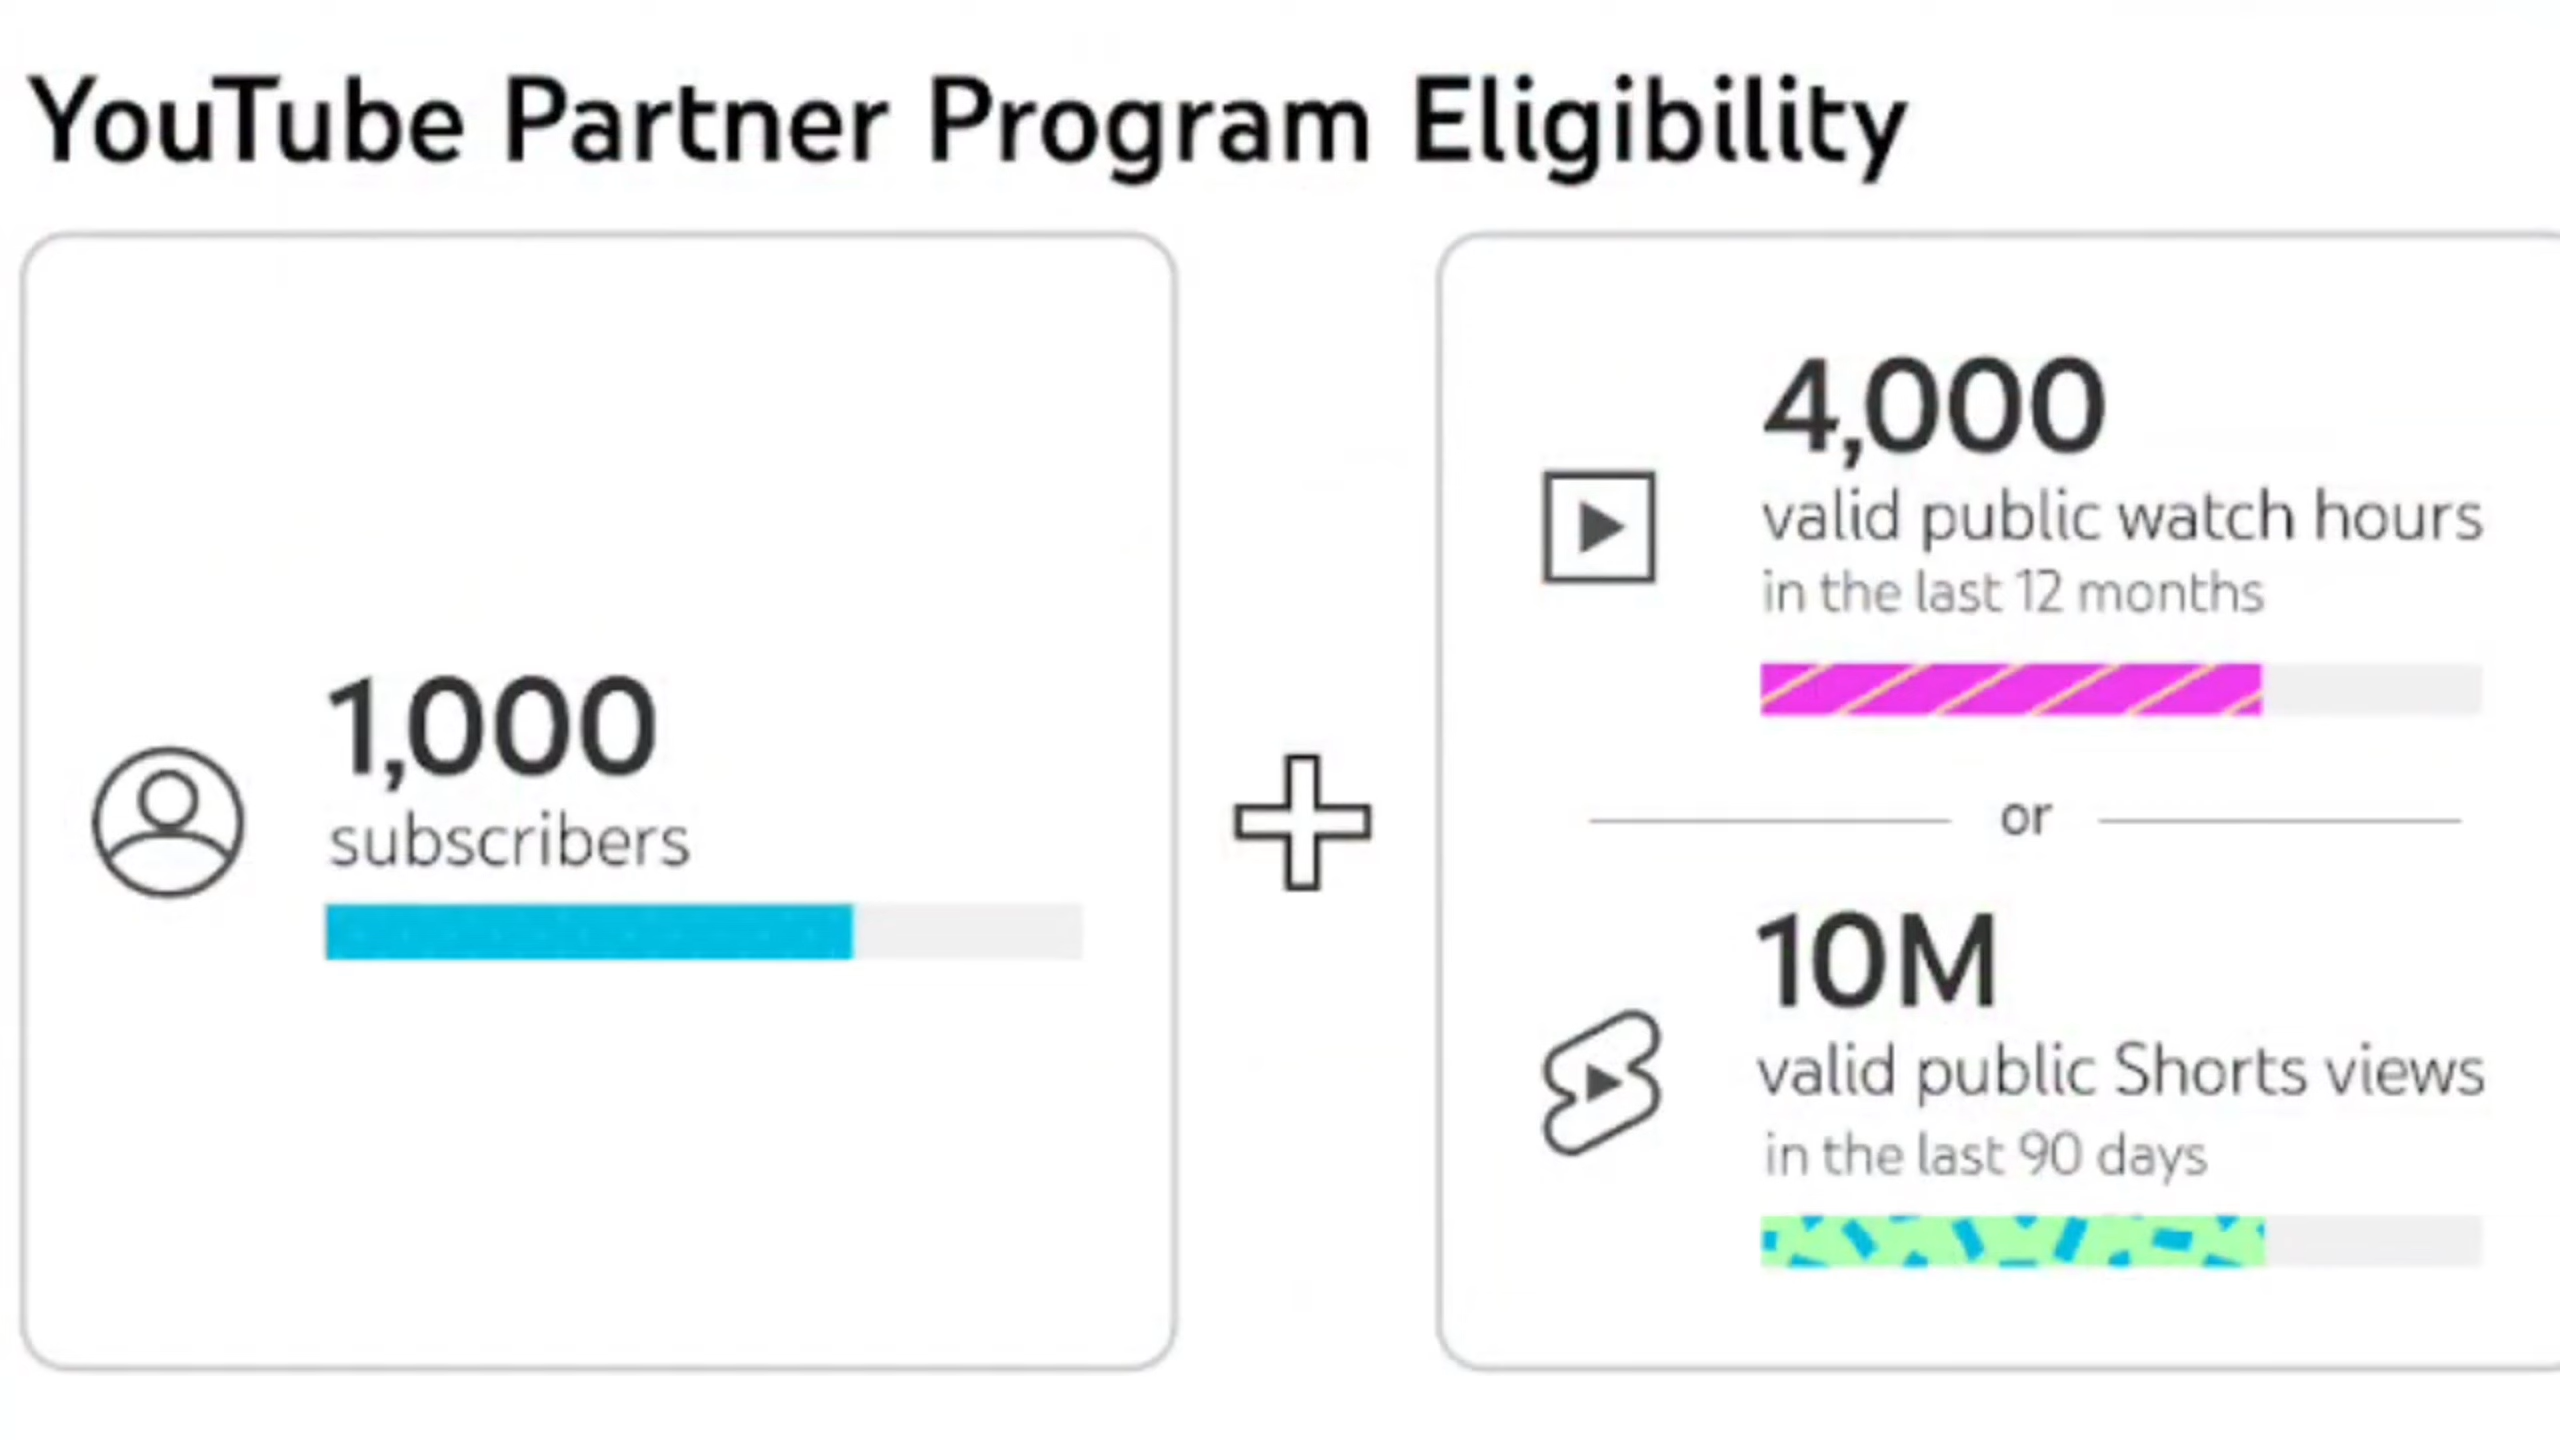 YouTube Partner Program Eligibility
1,000
subscribers
4,000
valid public watch hours
in the last 12 months
or
10M
valid public Shorts views
in the last 90 days